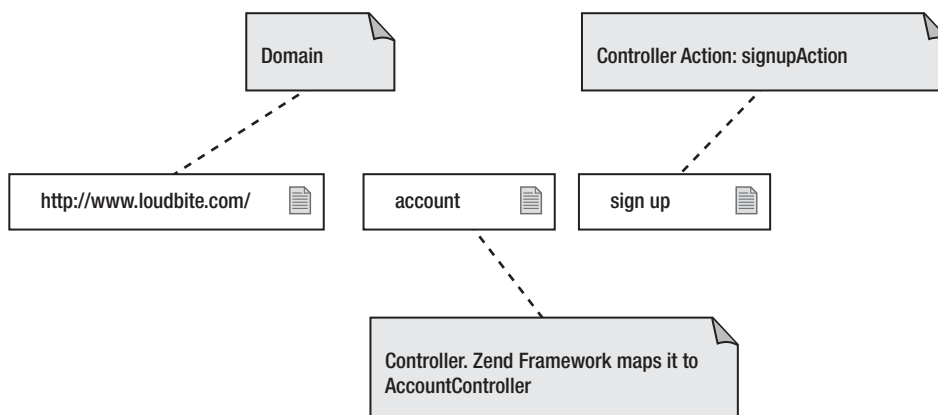 Domain
Controller Action: signupAction
http://www.loudbite.com/
account
sign up
Controller. Zend Framework maps it to
AccountController